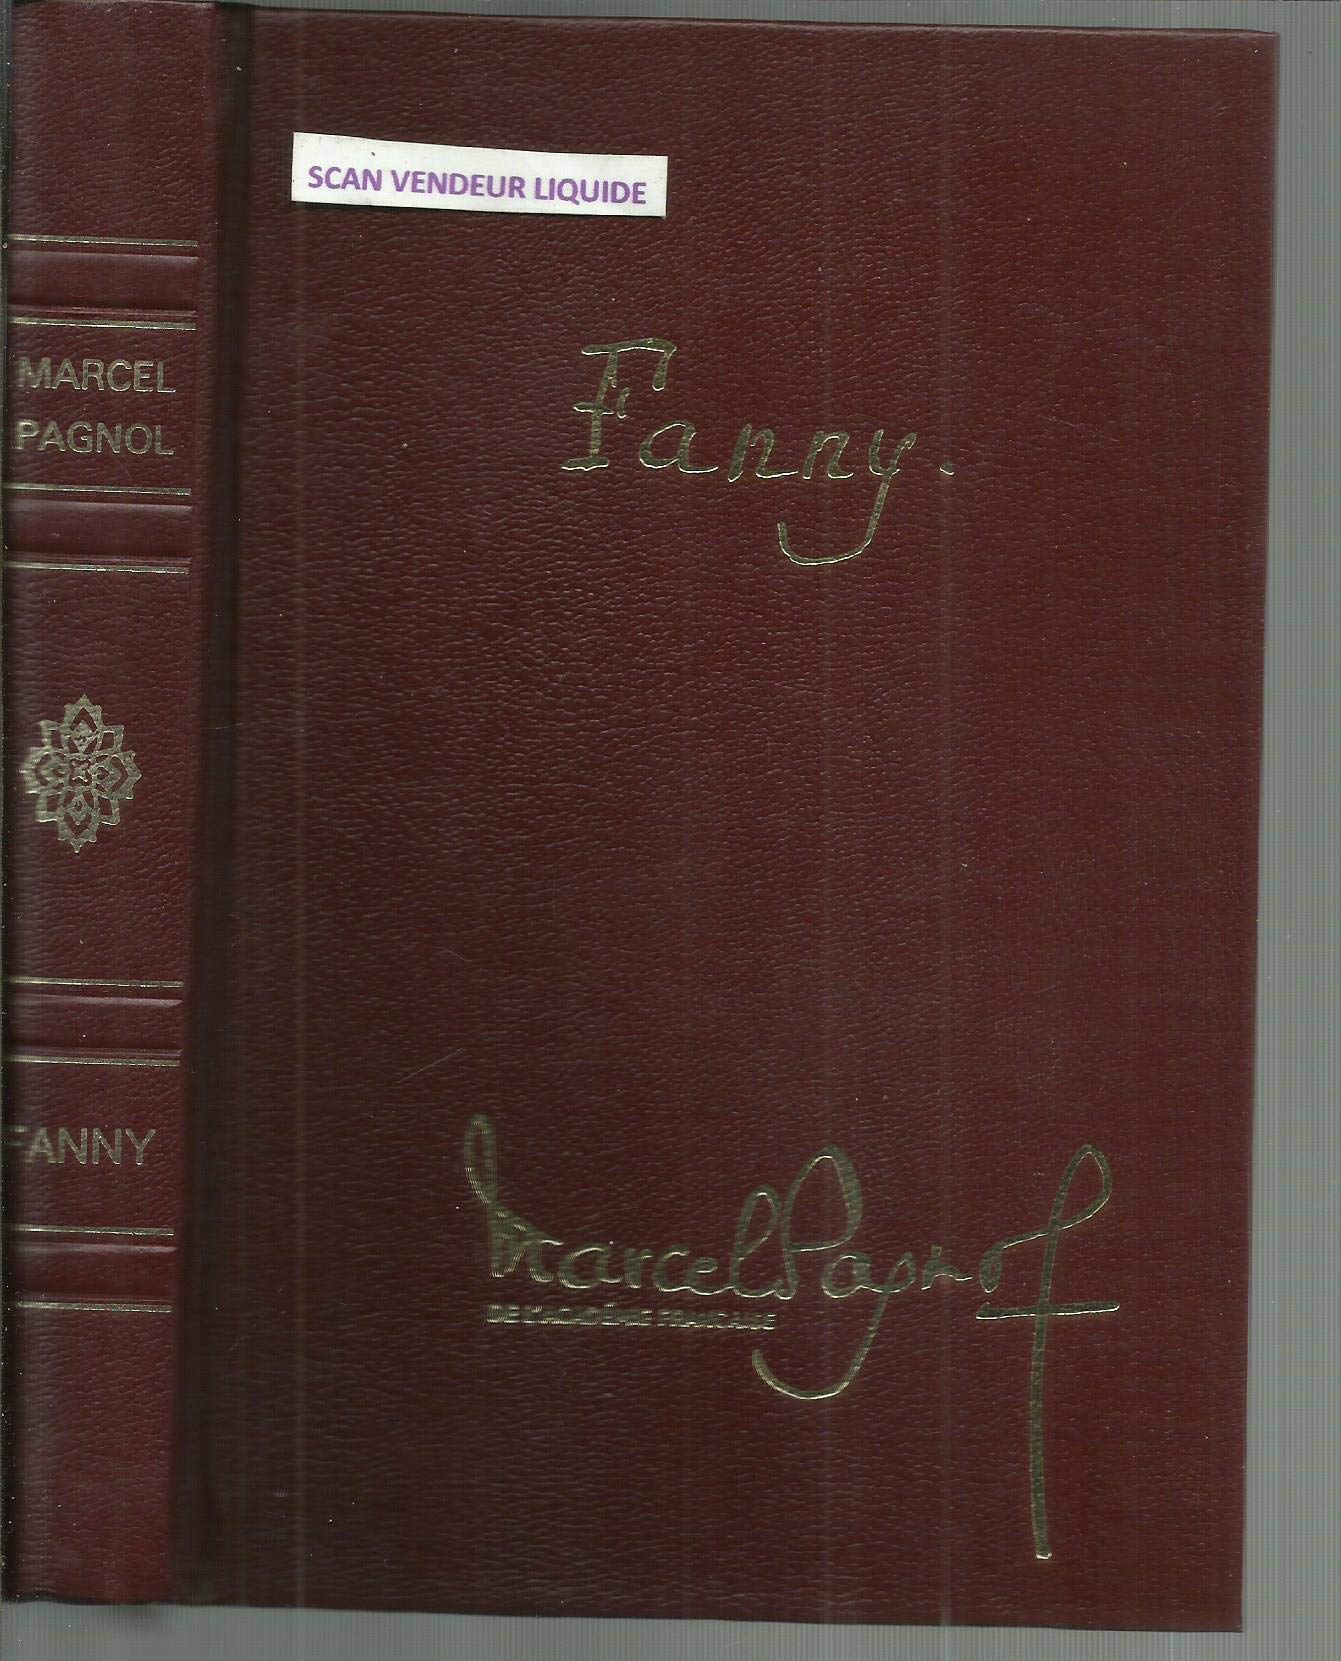 MARCEL
PAGNOL
FANNY
SCAN VENDEUR LIQUIDE
Fanny.
Marcel Pagnol
DE L'ACADÉMIE FRANÇAISE